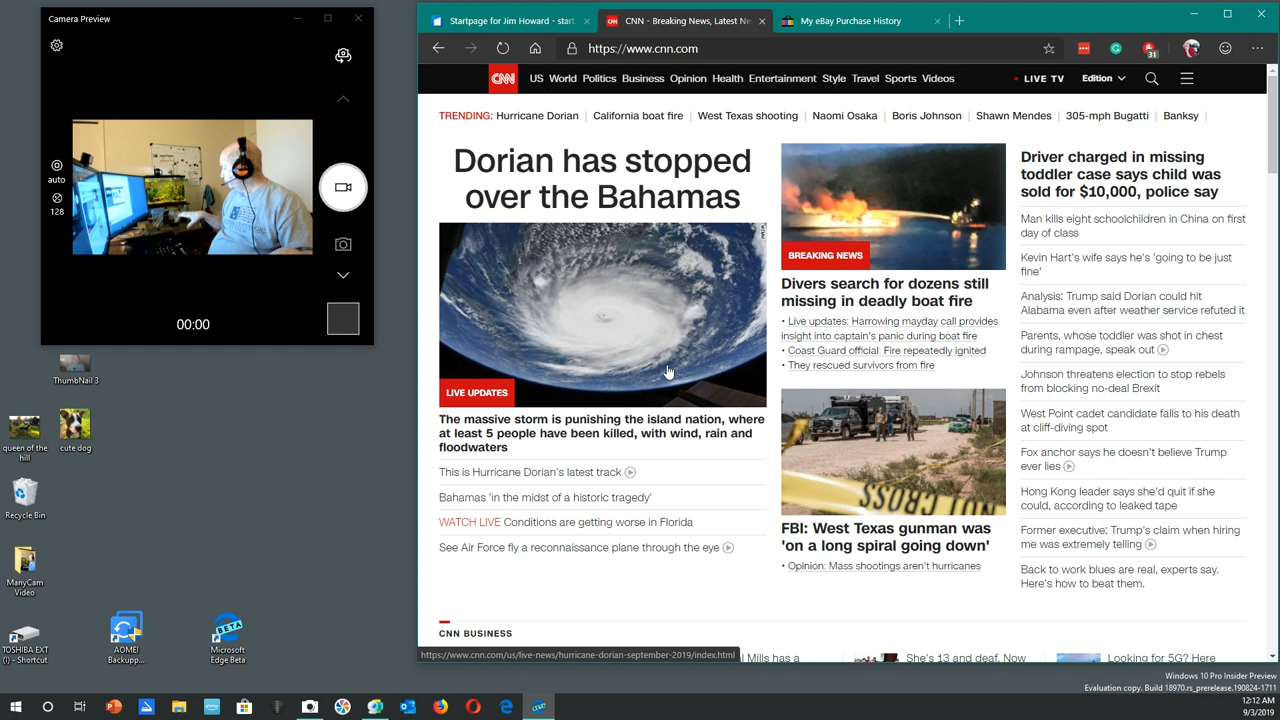 Camera Preview
auto
128
00:00
ThumbNail 3
queen of the
hill
cute dog
Recycle Bin
ManyCam
Video
TOSHIBA EXT
(I) - Shortcut
AOMEI
Backupp...
Microsoft
Edge Beta
BETA
Startpage for Jim Howard - start.
CNN - Breaking News, Latest Ne
My eBay Purchase History
https://www.cnn.com
31
CNN
US World Politics Business Opinion Health Entertainment Style Travel Sports Videos
LIVE TV
Edition
TRENDING: Hurricane Dorian | California boat fire | West Texas shooting | Naomi Osaka | Boris Johnson | Shawn Mendes | 305-mph Bugatti | Banksy |
Dorian has stopped
over the Bahamas
LIVE UPDATES
The massive storm is punishing the island nation, where
at least 5 people have been killed, with wind, rain and
floodwaters
This is Hurricane Dorian's latest track
Bahamas 'in the midst of a historic tragedy'
WATCH LIVE Conditions are getting worse in Florida
See Air Force fly a reconnaissance plane through the eye
BREAKING NEWS
Divers search for dozens still
missing in deadly boat fire
• Live updates: Harrowing mayday call provides
insight into captain's panic during boat fire
• Coast Guard official: Fire repeatedly ignited
• They rescued survivors from fire
NOT CROSS
FBI: West Texas gunman was
'on a long spiral going down'
• Opinion: Mass shootings aren't hurricanes
Driver charged in missing
toddler case says child was
sold for $10,000, police say
Man kills eight schoolchildren in China on first
day of class
Kevin Hart's wife says he's 'going to be just
fine'
Analysis: Trump said Dorian could hit
Alabama even after weather service refuted it
Parents, whose toddler was shot in chest
during rampage, speak out
Johnson threatens election to stop rebels
from blocking no-deal Brexit
West Point cadet candidate falls to his death
at cliff-diving spot
Fox anchor says he doesn't believe Trump
ever lies
Hong Kong leader says she'd quit if she
could, according to leaked tape
Former executive: Trump's claim when hiring
me was extremely telling
Back to work blues are real, experts say.
Here's how to beat them.
CNN BUSINESS
https://www.cnn.com/us/live-news/hurricane-dorian-september-2019/index.html
Mills has a
She's 13 and deaf. Now
Looking for 5G? Here
Windows 10 Pro Insider Preview
Evaluation copy. Build 18970.rs_prerelease.190824-1711
12:12 AM
9/3/2019